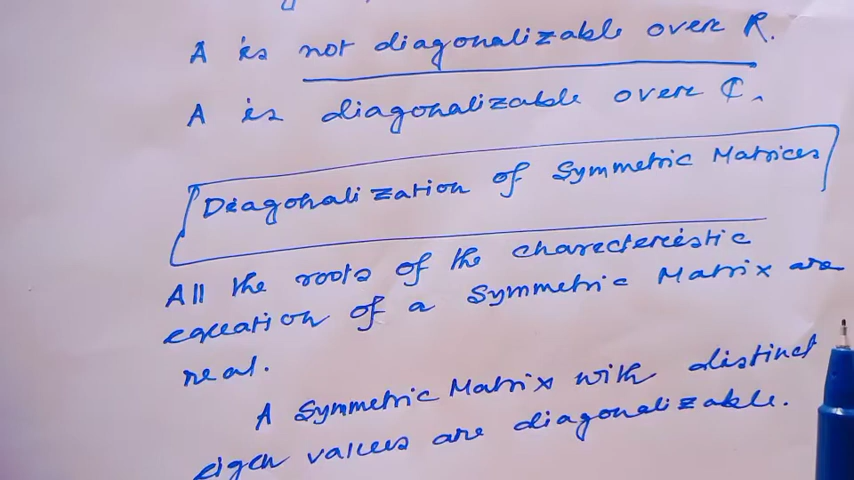 A is not diagonalizable over R.
A is diagonalizable over ℂ.
Diagonalization of Symmetric Matrices
All the roots of the characteristic
equation of a Symmetric Matrix are
real.
A Symmetric Matrix with distinct
eigen values are diagonalizable.